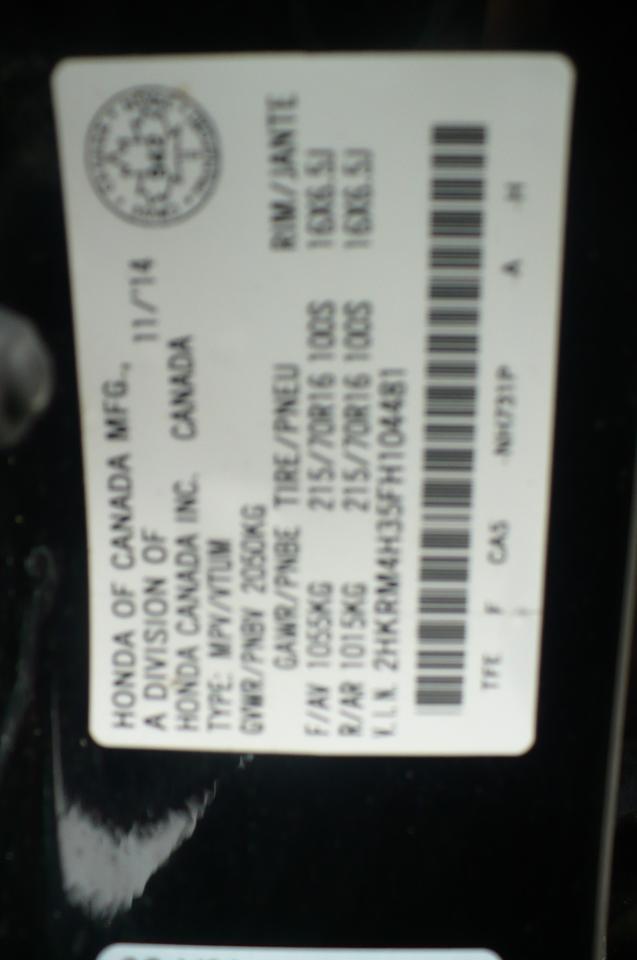 HONDA OF CANADA MFG., 11/'14
A DIVISION OF
HONDA CANADA INC. CANADA
TYPE: MPV/VTUM
GVWR/PNBV 2050KG
GAWR/PNBE TIRE/PNEU RIM/JANTE
F/AV 1055KG 215/70R16 100S 16X6.5J
R/AR 1015KG 215/70R16 100S 16X6.5J
V.I.N. 2HKRM4H35FH104481
TFE F CAS NH731P A H